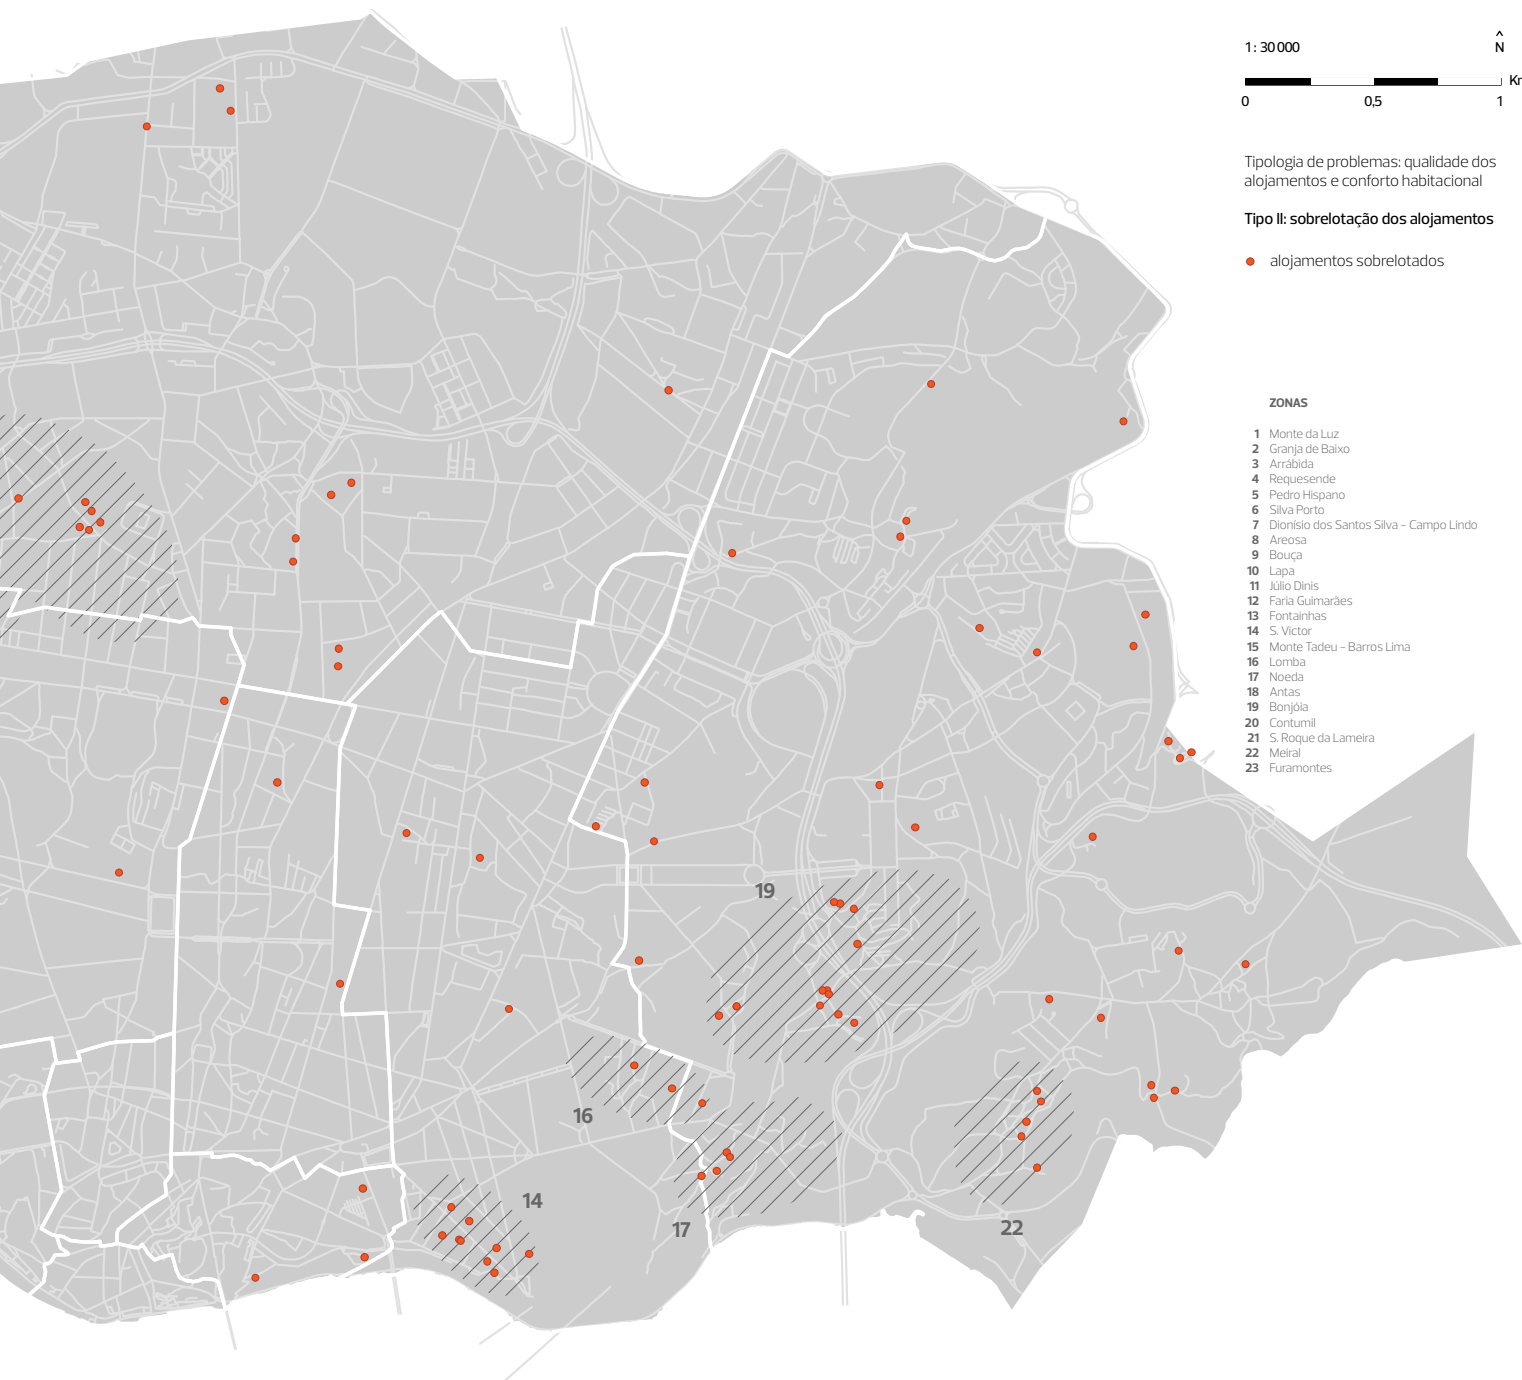 1 : 30 000
^
N
Km
0 0,5 1
Tipologia de problemas: qualidade dos
alojamentos e conforto habitacional
Tipo II: sobrelotação dos alojamentos
alojamentos sobrelotados
ZONAS
1 Monte da Luz
2 Granja de Baixo
3 Arrábida
4 Requesende
5 Pedro Hispano
6 Silva Porto
7 Dionísio dos Santos Silva – Campo Lindo
8 Areosa
9 Bouça
10 Lapa
11 Júlio Dinis
12 Faria Guimarães
13 Fontainhas
14 S. Victor
15 Monte Tadeu – Barros Lima
16 Lomba
17 Noeda
18 Antas
19 Bonjóia
20 Contumil
21 S. Roque da Lameira
22 Meiral
23 Furamontes
19
16
14
17
22